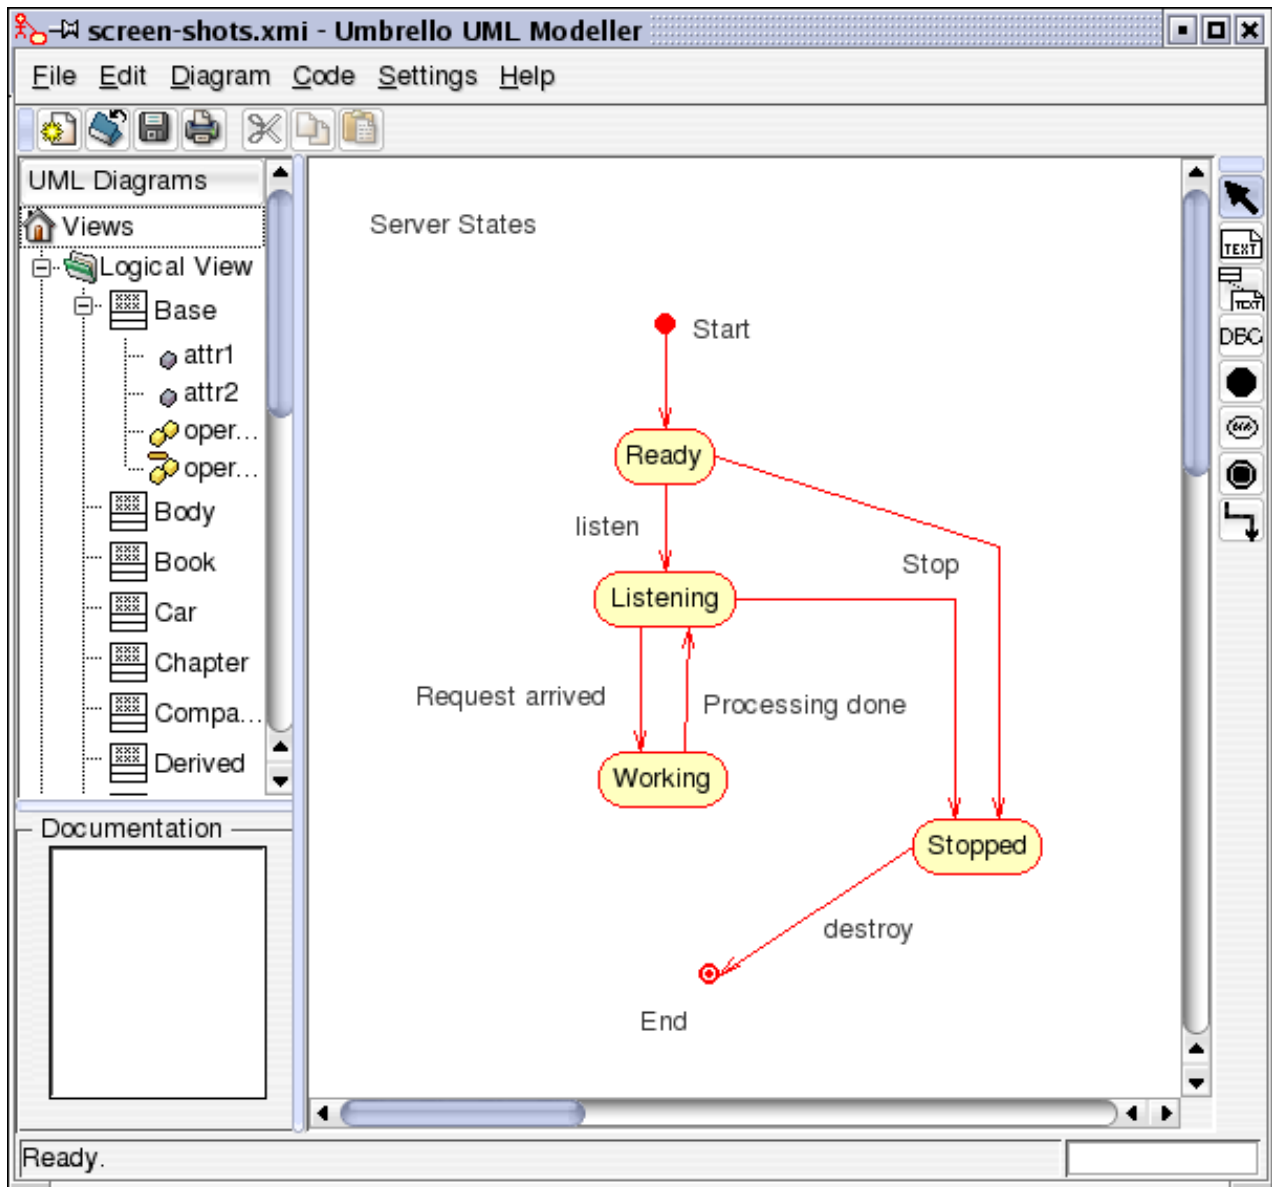 screen-shots.xmi - Umbrello UML Modeller
File Edit Diagram Code Settings Help
UML Diagrams
Views
Logical View
Base
attr1
attr2
oper...
oper...
Body
Book
Car
Chapter
Compa...
Derived
Documentation
Server States
Start
Ready
listen
Stop
Listening
Request arrived
Processing done
Working
Stopped
destroy
End
TEXT
TEXT
DBC
Ready.